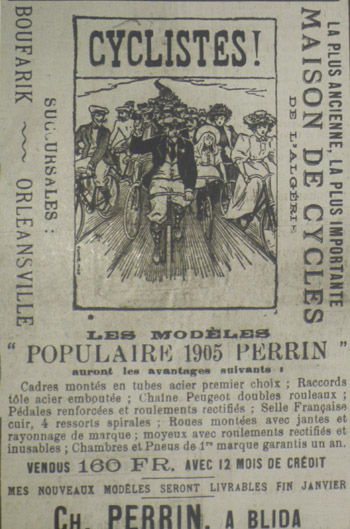 CYCLISTES!
BOUFARIK ~ ORLEANSVILLE
SUCCURSALES :
LA PLUS ANCIENNE, LA PLUS IMPORTANTE
MAISON DE CYCLES
DE L'ALGÉRIE
LES MODÈLES
" POPULAIRE 1905 PERRIN "
auront les avantages suivants :
Cadres montés en tubes acier premier choix ; Raccords
tôle acier emboutée ; Chaîne Peugeot doubles rouleaux ;
Pédales renforcées et roulements rectifiés ; Selle Française
cuir, 4 ressorts spirales ; Roues montées avec jantes et
rayonnage de marque ; moyeux avec roulements rectifiés et
inusables ; Chambres et Pneus de 1re marque garantis un an.
VENDUS 160 FR. AVEC 12 MOIS DE CRÉDIT
MES NOUVEAUX MODÈLES SERONT LIVRABLES FIN JANVIER
CH. PERRIN, A BLIDA